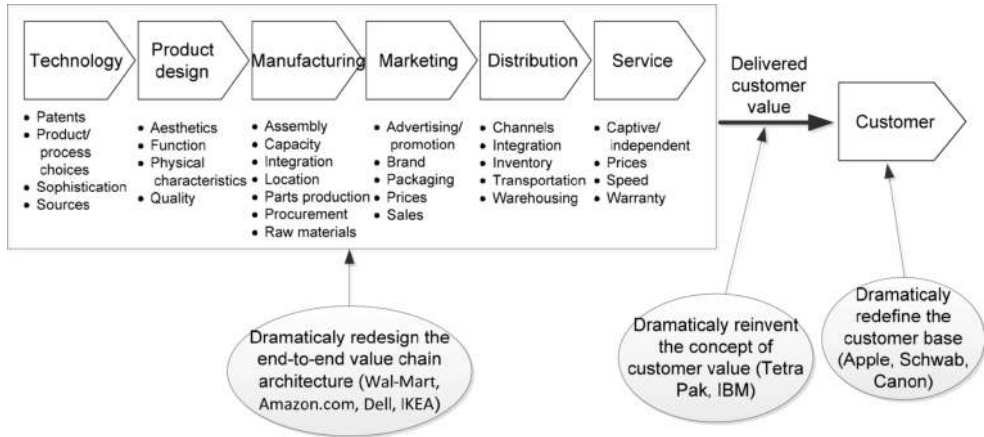 Technology
Product
design
Manufacturing
Marketing
Distribution
Service
Delivered
customer
value
Customer
• Patents
• Product/
process
choices
• Sophistication
• Sources
• Aesthetics
• Function
• Physical
characteristics
• Quality
• Assembly
• Capacity
• Integration
• Location
• Parts production
• Procurement
• Raw materials
• Advertising/
promotion
• Brand
• Packaging
• Prices
• Sales
• Channels
• Integration
• Inventory
• Transportation
• Warehousing
• Captive/
independent
• Prices
• Speed
• Warranty
Dramaticaly redesign the
end-to-end value chain
architecture (Wal-Mart,
Amazon.com, Dell, IKEA)
Dramaticaly reinvent
the concept of
customer value (Tetra
Pak, IBM)
Dramaticaly
redefine the
customer base
(Apple, Schwab,
Canon)